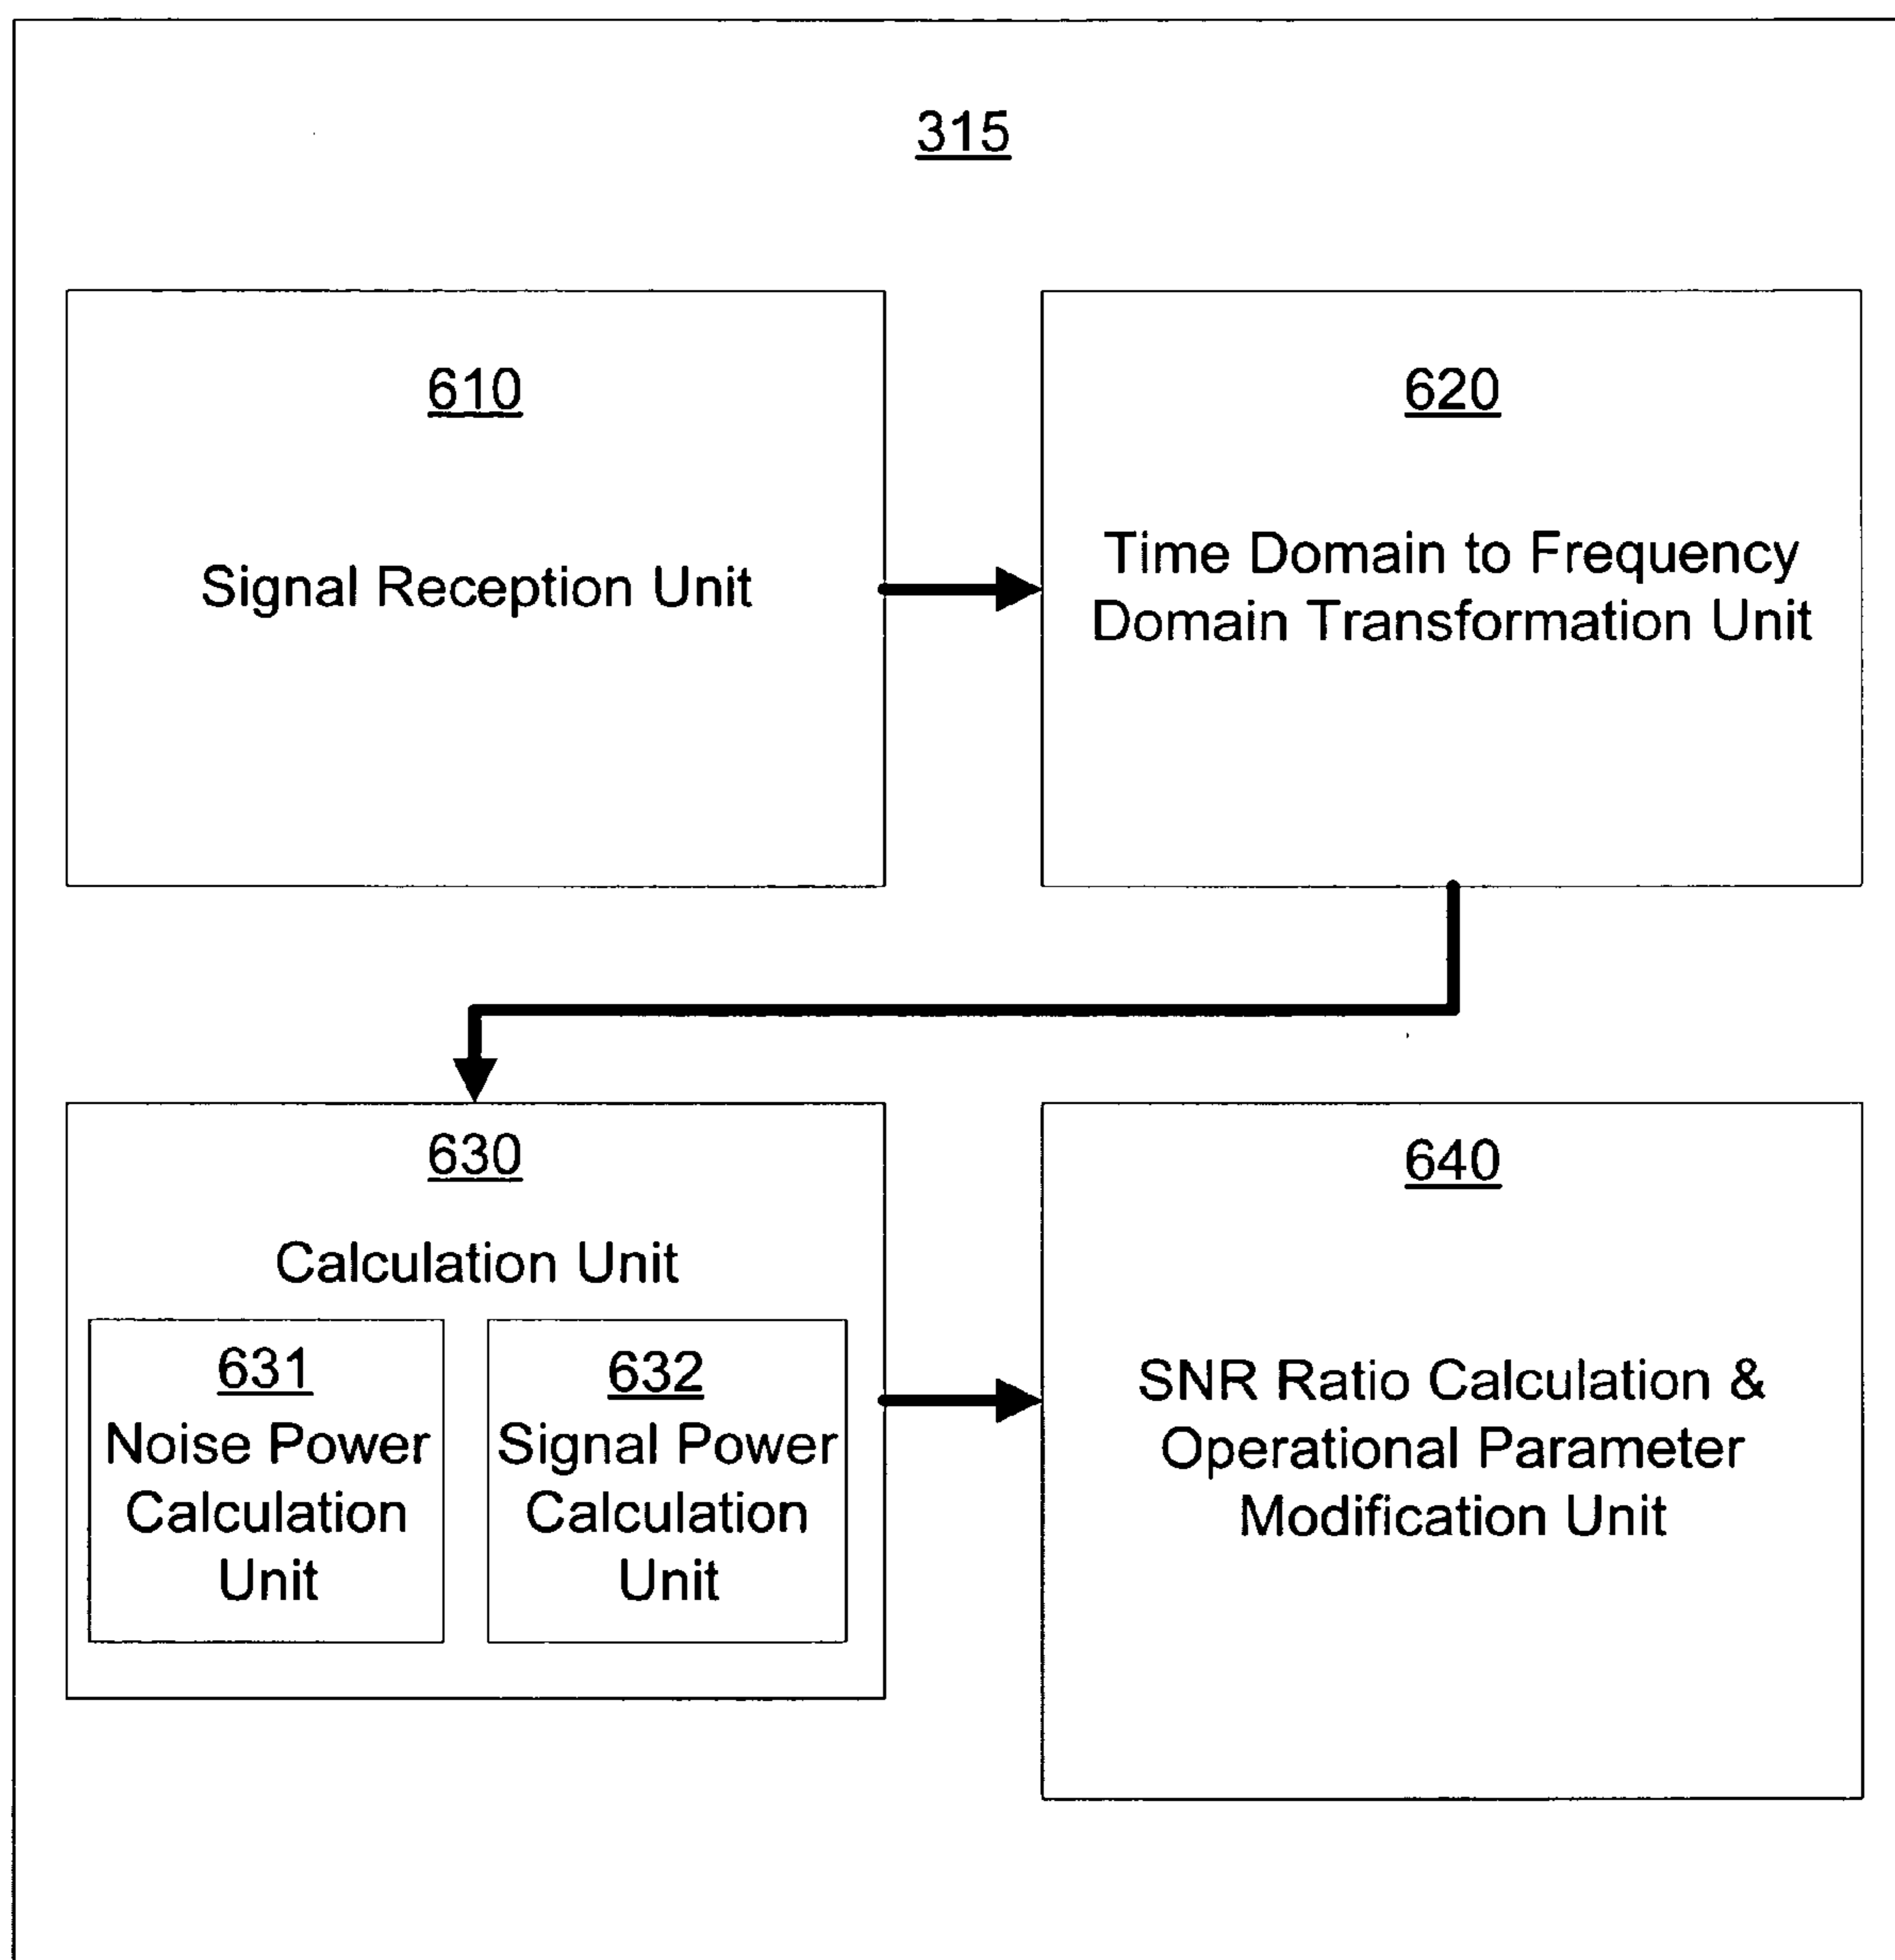 315
610
Signal Reception Unit
620
Time Domain to Frequency
Domain Transformation Unit
630
Calculation Unit
631
Noise Power
Calculation
Unit
632
Signal Power
Calculation
Unit
640
SNR Ratio Calculation &
Operational Parameter
Modification Unit